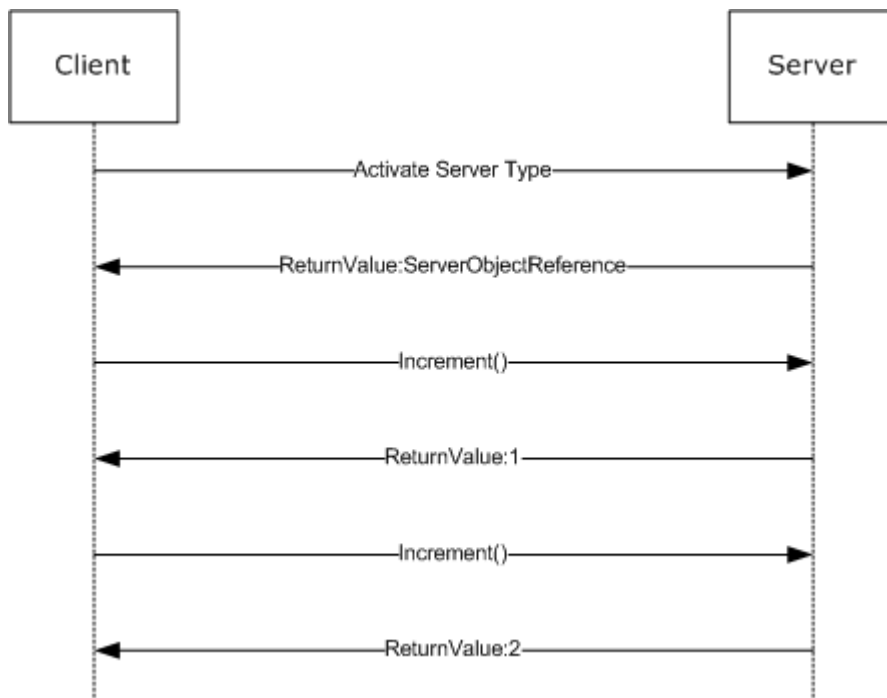 Client
Server
Activate Server Type
ReturnValue:ServerObjectReference
Increment()
ReturnValue:1
Increment()
ReturnValue:2